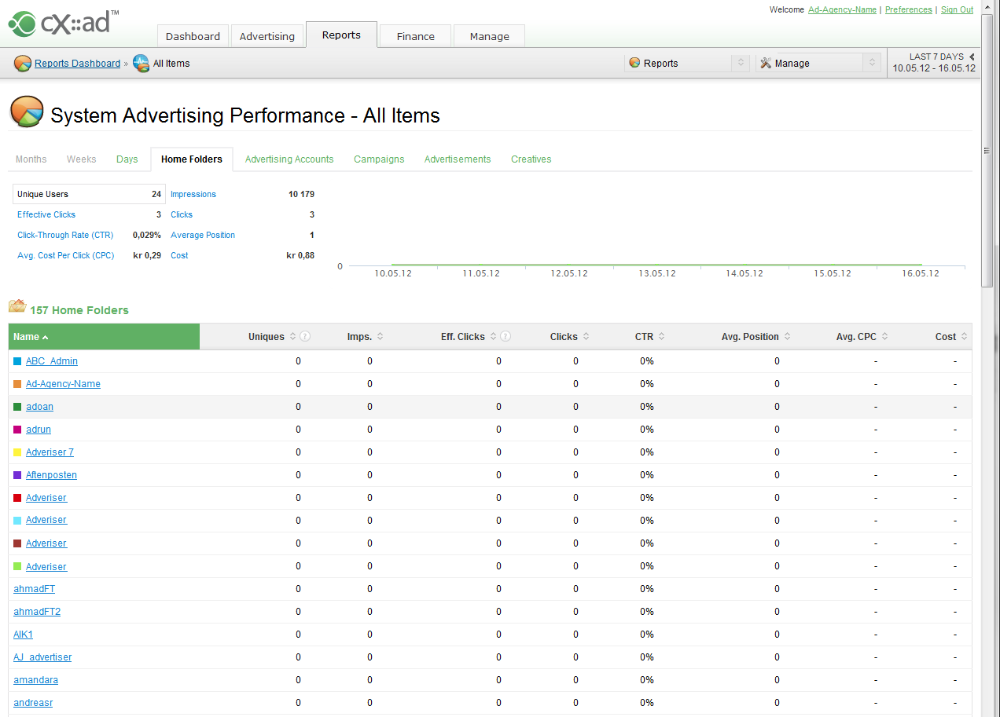 cX::ad™
Welcome Ad-Agency-Name | Preferences | Sign Out
Dashboard Advertising Reports Finance Manage
Reports Dashboard » All Items Reports Manage LAST 7 DAYS
10.05.12 - 16.05.12
System Advertising Performance - All Items
Months Weeks Days Home Folders Advertising Accounts Campaigns Advertisements Creatives
Unique Users 24 Impressions 10 179
Effective Clicks 3 Clicks 3
Click-Through Rate (CTR) 0,029% Average Position 1
Avg. Cost Per Click (CPC) kr 0,29 Cost kr 0,88
0
10.05.12 11.05.12 12.05.12 13.05.12 14.05.12 15.05.12 16.05.12
157 Home Folders
Name Uniques ? Imps. Eff. Clicks ? Clicks CTR Avg. Position Avg. CPC Cost
ABC_Admin 0 0 0 0 0% 0 - -
Ad-Agency-Name 0 0 0 0 0% 0 - -
adoan 0 0 0 0 0% 0 - -
adrun 0 0 0 0 0% 0 - -
Adveriser 7 0 0 0 0 0% 0 - -
Aftenposten 0 0 0 0 0% 0 - -
Adveriser 0 0 0 0 0% 0 - -
Adveriser 0 0 0 0 0% 0 - -
Adveriser 0 0 0 0 0% 0 - -
Adveriser 0 0 0 0 0% 0 - -
ahmadFT 0 0 0 0 0% 0 - -
ahmadFT2 0 0 0 0 0% 0 - -
AIK1 0 0 0 0 0% 0 - -
AJ_advertiser 0 0 0 0 0% 0 - -
amandara 0 0 0 0 0% 0 - -
andreasr 0 0 0 0 0% 0 - -